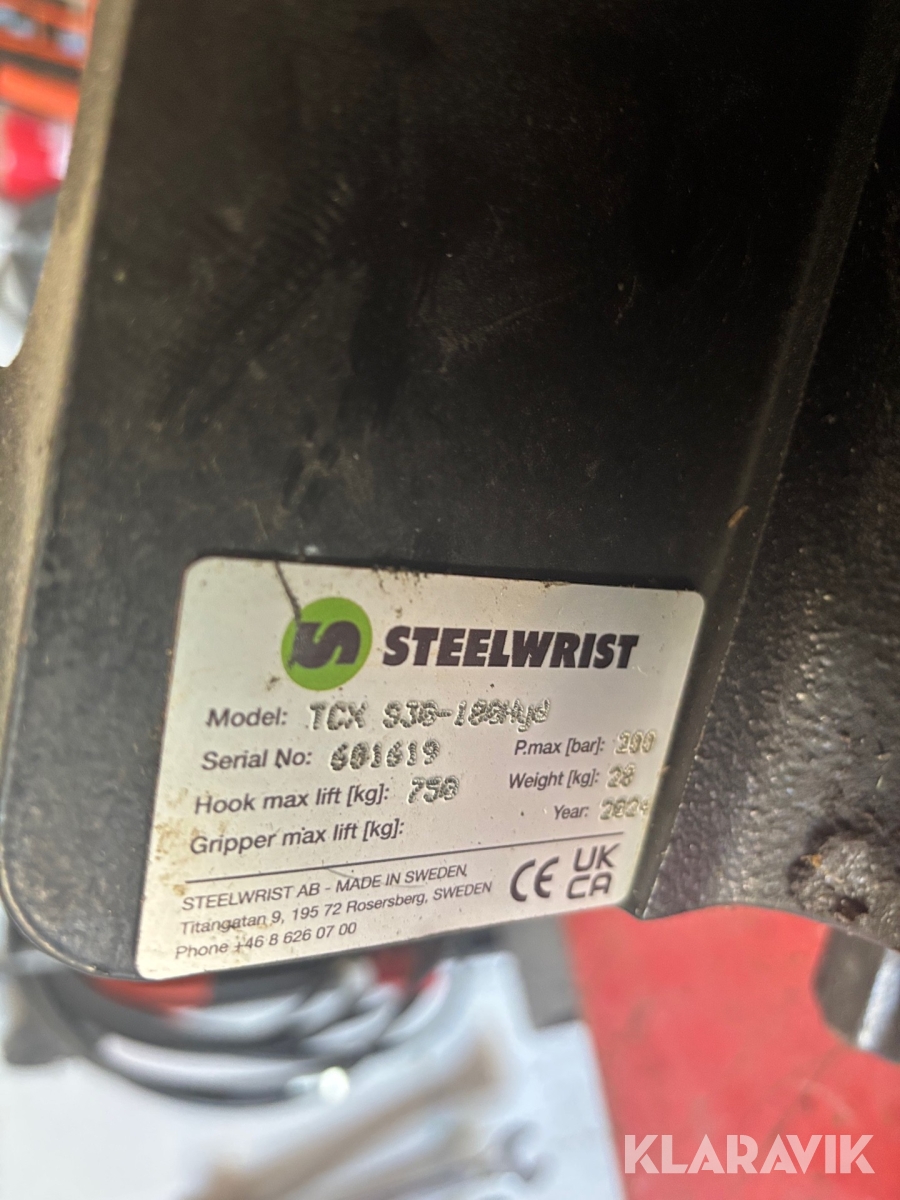 STEELWRIST
Model: TCX S30-180Hyd
Serial No: 601619
P.max [bar]: 200
Hook max lift [kg]: 750
Weight [kg]: 28
Gripper max lift [kg]:
Year: 2024
STEELWRIST AB - MADE IN SWEDEN,
Titangatan 9, 195 72 Rosersberg, SWEDEN
Phone +46 8 626 07 00
CE
UK
CA
KLARAVIK